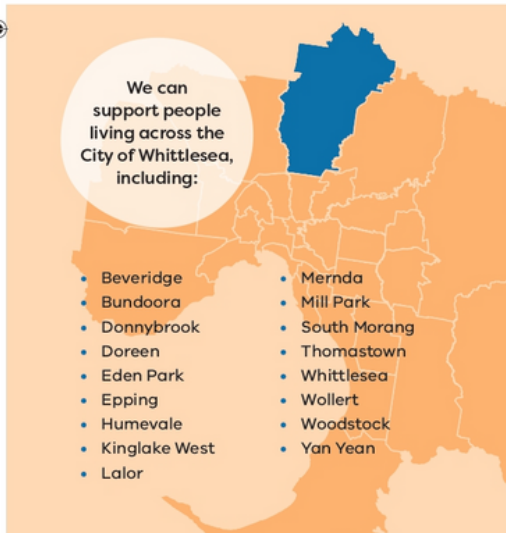 We can
support people
living across the
City of Whittlesea,
including:
• Beveridge
• Bundoora
• Donnybrook
• Doreen
• Eden Park
• Epping
• Humevale
• Kinglake West
• Lalor
• Mernda
• Mill Park
• South Morang
• Thomastown
• Whittlesea
• Wollert
• Woodstock
• Yan Yean